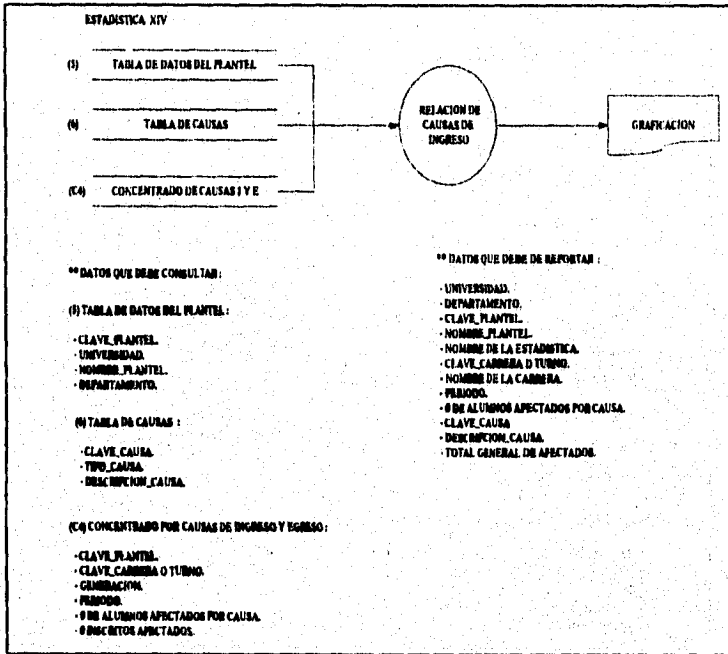 ESTADISTICA XIV
(5) TABLA DE DATOS DEL PLANTEL
(6) TABLA DE CAUSAS
(C4) CONCENTRADO DE CAUSAS I Y E
RELACION DE
CAUSAS DE
INGRESO
GRAFICACION
** DATOS QUE DEBE CONSULTAR :
(5) TABLA DE DATOS DEL PLANTEL :
- CLAVE_PLANTEL.
- UNIVERSIDAD.
- NOMBRE_PLANTEL.
- DEPARTAMENTO.
(6) TABLA DE CAUSAS :
- CLAVE_CAUSA.
- TIPO_CAUSA.
- DESCRIPCION_CAUSA.
(C4) CONCENTRADO POR CAUSAS DE INGRESO Y EGRESO :
- CLAVE_PLANTEL.
- CLAVE_CARRERA O TURNO.
- GENERACION.
- PERIODO.
- # DE ALUMNOS AFECTADOS POR CAUSA.
- # INSCRITOS AFECTADOS.
** DATOS QUE DEBE DE REPORTAR :
- UNIVERSIDAD.
- DEPARTAMENTO.
- CLAVE_PLANTEL.
- NOMBRE_PLANTEL.
- NOMBRE DE LA ESTADISTICA.
- CLAVE_CARRERA O TURNO.
- NOMBRE DE LA CARRERA.
- PERIODO.
- # DE ALUMNOS AFECTADOS POR CAUSA.
- CLAVE_CAUSA
- DESCRIPCION_CAUSA.
- TOTAL GENERAL DE AFECTADOS.